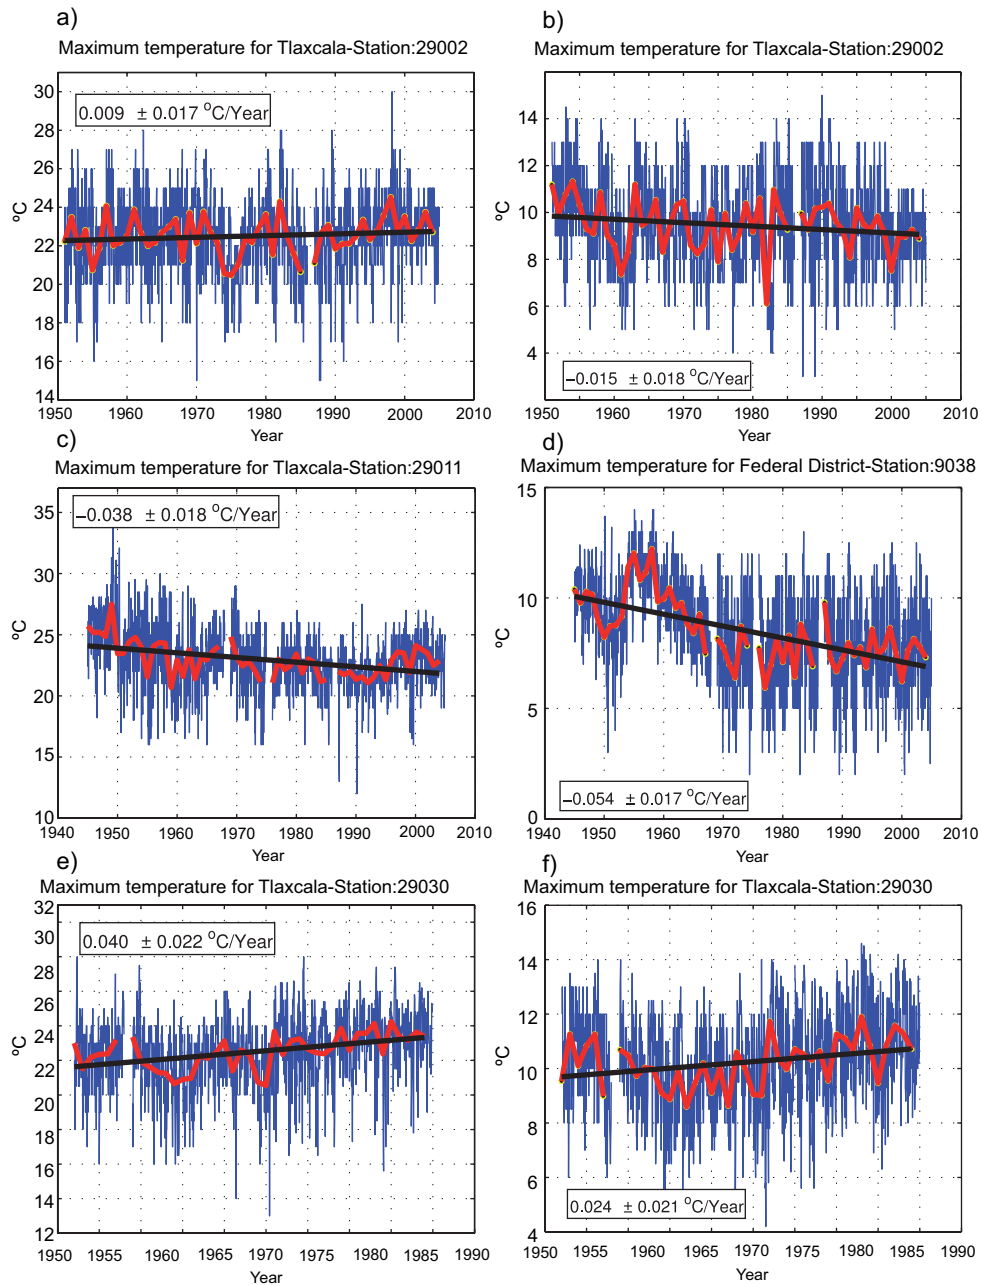 a)
Maximum temperature for Tlaxcala-Station:29002
0.009 ± 0.017 °C/Year
30
28
26
24
22
20
18
16
14
ºC
1950 1960 1970 1980 1990 2000 2010
Year
b)
Maximum temperature for Tlaxcala-Station:29002
14
12
10
8
6
4
ºC
−0.015 ± 0.018 °C/Year
1950 1960 1970 1980 1990 2000 2010
Year
c)
Maximum temperature for Tlaxcala-Station:29011
−0.038 ± 0.018 °C/Year
35
30
25
20
15
10
ºC
1940 1950 1960 1970 1980 1990 2000 2010
Year
d)
Maximum temperature for Federal District-Station:9038
15
10
5
0
ºC
−0.054 ± 0.017 °C/Year
1940 1950 1960 1970 1980 1990 2000 2010
Year
e)
Maximum temperature for Tlaxcala-Station:29030
0.040 ± 0.022 °C/Year
32
30
28
26
24
22
20
18
16
14
12
ºC
1950 1955 1960 1965 1970 1975 1980 1985 1990
Year
f)
Maximum temperature for Tlaxcala-Station:29030
16
14
12
10
8
6
4
ºC
0.024 ± 0.021 °C/Year
1950 1955 1960 1965 1970 1975 1980 1985 1990
Year